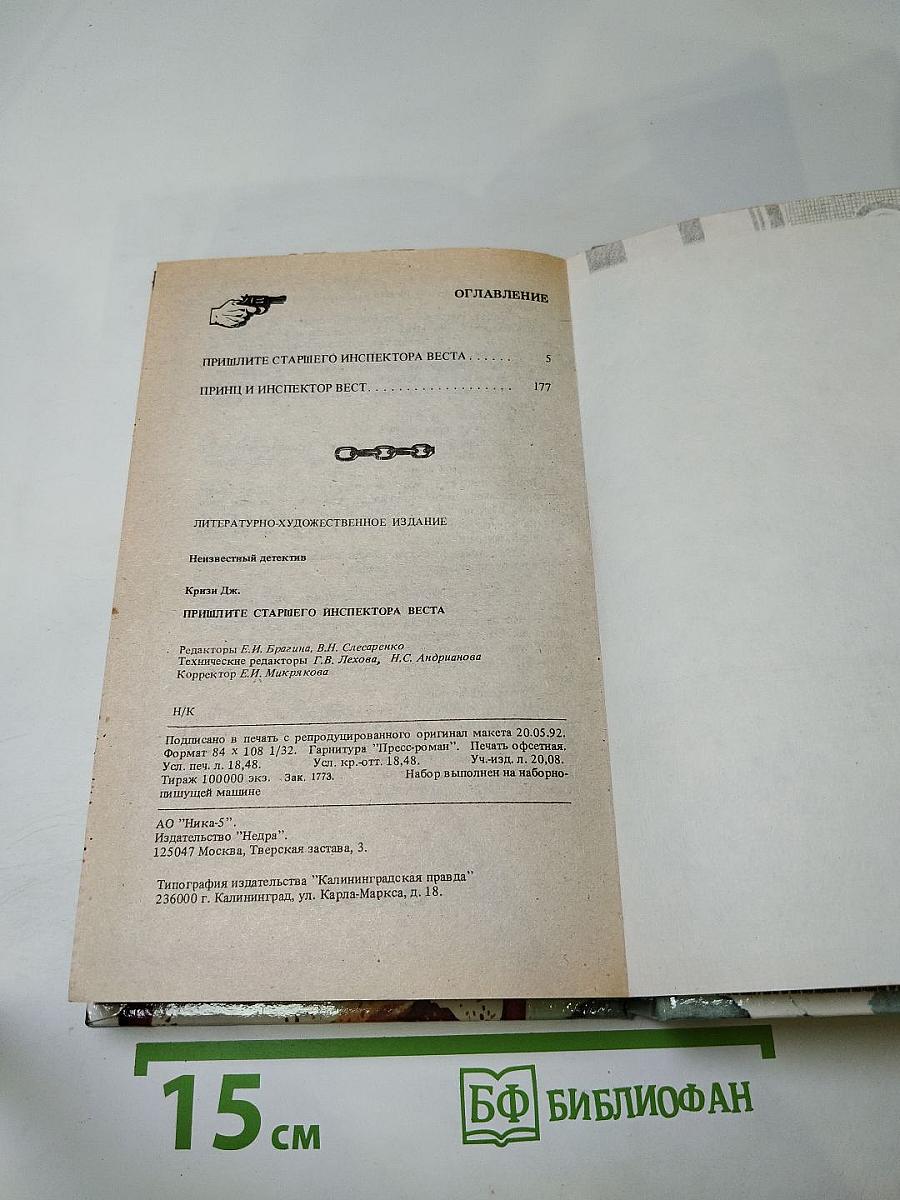 ОГЛАВЛЕНИЕ
ПРИШЛИТЕ СТАРШЕГО ИНСПЕКТОРА ВЕСТА . . . . . . 5
ПРИНЦ И ИНСПЕКТОР ВЕСТ. . . . . . . . . . . . . . . . . . . 177
ЛИТЕРАТУРНО-ХУДОЖЕСТВЕННОЕ ИЗДАНИЕ
Неизвестный детектив
Кризи Дж.
ПРИШЛИТЕ СТАРШЕГО ИНСПЕКТОРА ВЕСТА
Редакторы Е.И. Брагина, В.Н. Слесаренко
Технические редакторы Г.В. Лехова, Н.С. Андрианова
Корректор Е.И. Микрякова
Н/К
Подписано в печать с репродуцированного оригинал макета 20.05.92.
Формат 84 х 108 1/32. Гарнитура "Пресс-роман". Печать офсетная.
Усл. печ. л. 18,48. Усл. кр.-отт. 18,48. Уч.-изд. л. 20,08.
Тираж 100000 экз. Зак. 1773. Набор выполнен на наборно-
пишущей машине
АО "Ника-5".
Издательство "Недра".
125047 Москва, Тверская застава, 3.
Типография издательства "Калининградская правда"
236000 г. Калининград, ул. Карла-Маркса, д. 18.
15 см
БФ БИБЛИОФАН